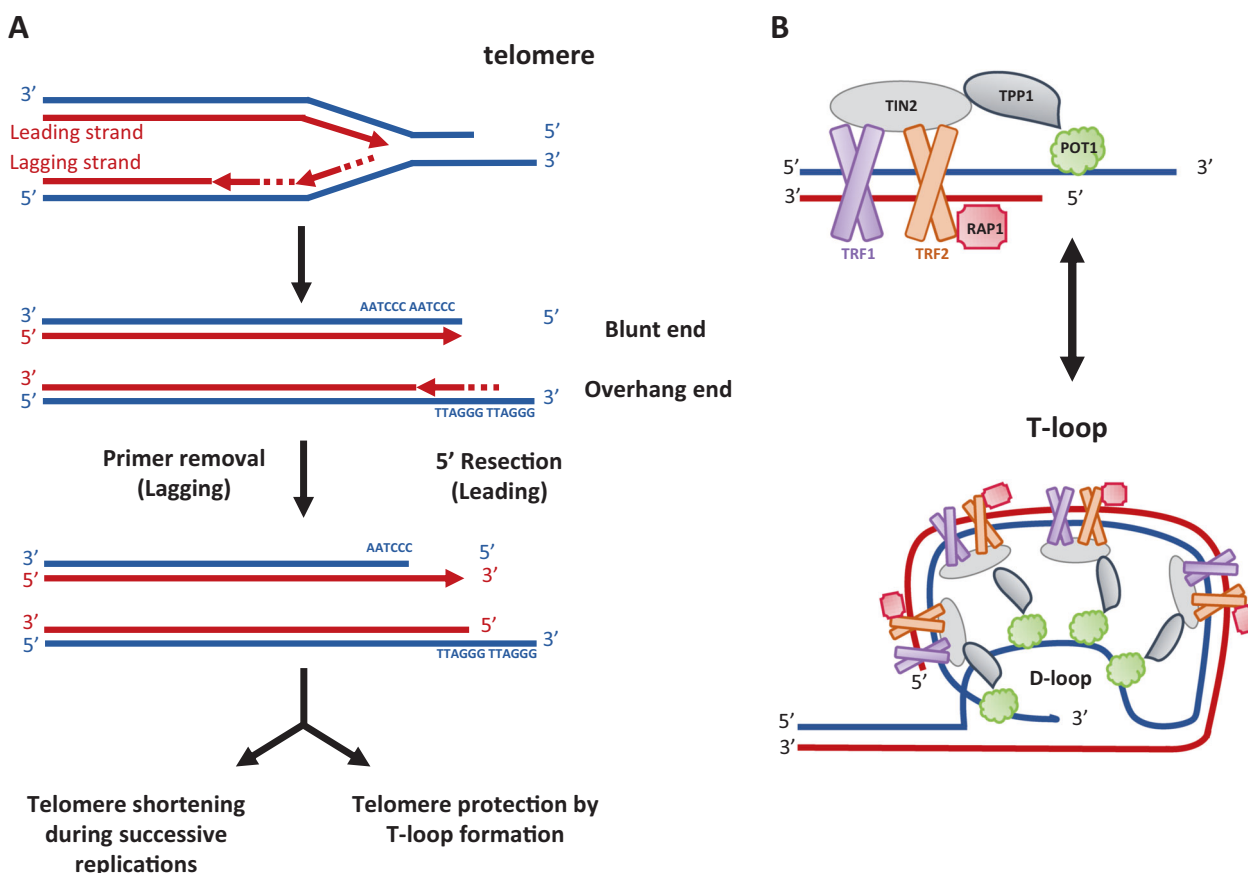 A
telomere
3’
Leading strand
5’
Lagging strand
3’
5’
AATCCC AATCCC
3’
5’
5’
Blunt end
3’
5’
3’
Overhang end
TTAGGG TTAGGG
Primer removal
(Lagging)
5’ Resection
(Leading)
AATCCC
3’
5’
5’
3’
3’
5’
5’
3’
TTAGGG TTAGGG
Telomere shortening
during successive
replications
Telomere protection by
T-loop formation
B
TIN2
TPP1
POT1
5’
3’
3’
5’
RAP1
TRF1
TRF2
T-loop
5’
D-loop
3’
5’
3’